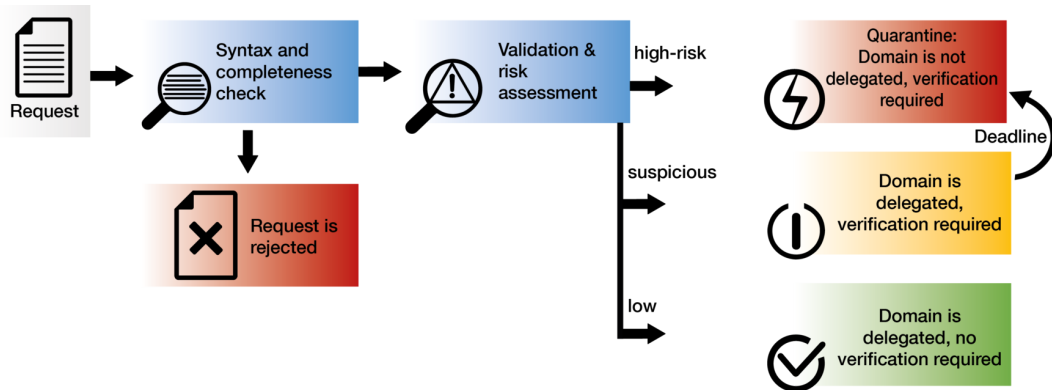 Request
Syntax and
completeness
check
Validation &
risk
assessment
high-risk
Quarantine:
Domain is not
delegated, verification
required
Deadline
suspicious
Domain is
delegated,
verification required
Request is
rejected
low
Domain is
delegated, no
verification required